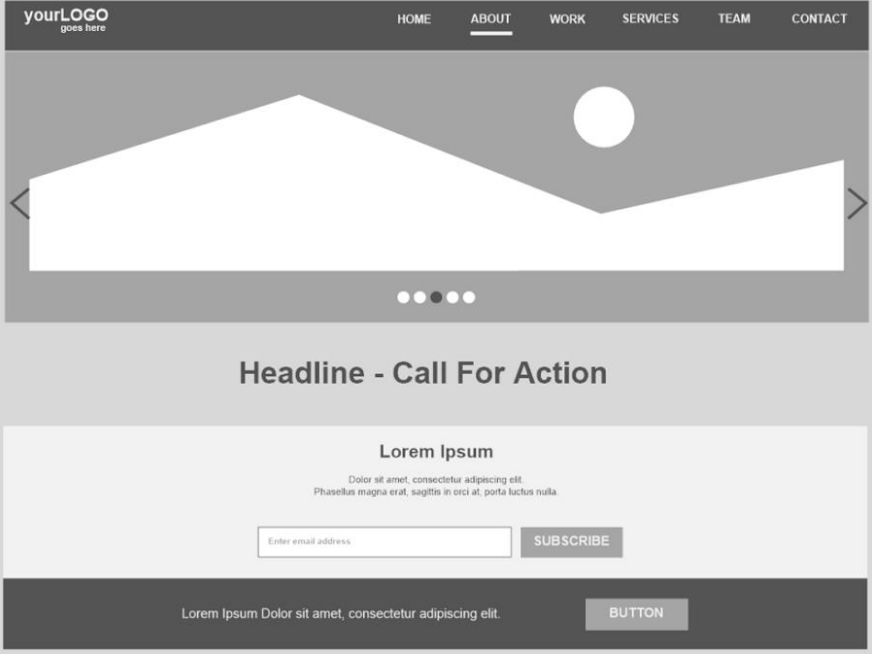 yourLOGO
goes here
HOME ABOUT WORK SERVICES TEAM CONTACT
Headline - Call For Action
Lorem Ipsum
Dolor sit amet, consectetur adipiscing elit.
Phasellus magna erat, sagittis in orci at, porta luctus nulla.
Enter email address SUBSCRIBE
Lorem Ipsum Dolor sit amet, consectetur adipiscing elit. BUTTON